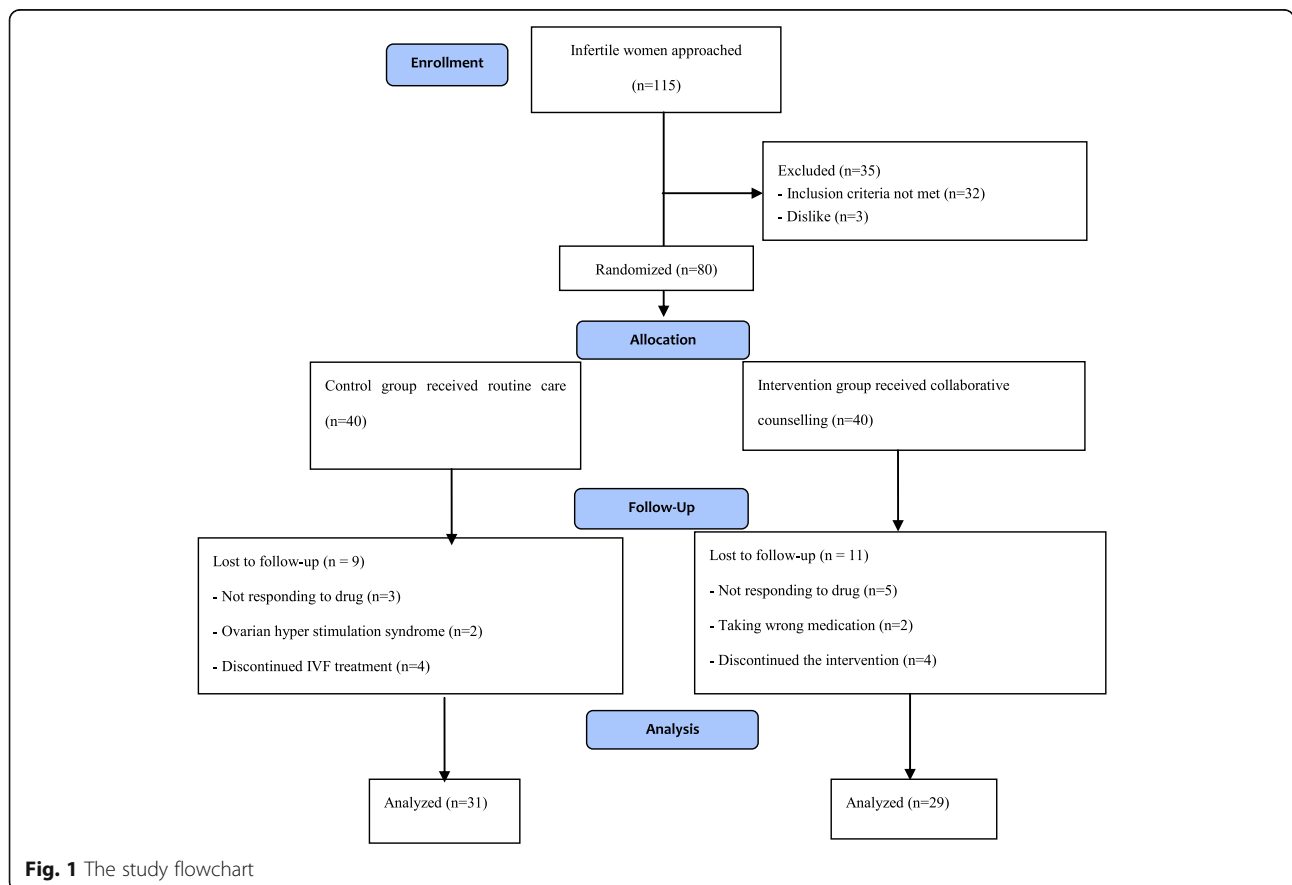 Enrollment
Infertile women approached
(n=115)
Excluded (n=35)
- Inclusion criteria not met (n=32)
- Dislike (n=3)
Randomized (n=80)
Allocation
Control group received routine care
(n=40)
Intervention group received collaborative
counselling (n=40)
Follow-Up
Lost to follow-up (n = 9)
- Not responding to drug (n=3)
- Ovarian hyper stimulation syndrome (n=2)
- Discontinued IVF treatment (n=4)
Lost to follow-up (n = 11)
- Not responding to drug (n=5)
- Taking wrong medication (n=2)
- Discontinued the intervention (n=4)
Analysis
Analyzed (n=31)
Analyzed (n=29)
Fig. 1 The study flowchart